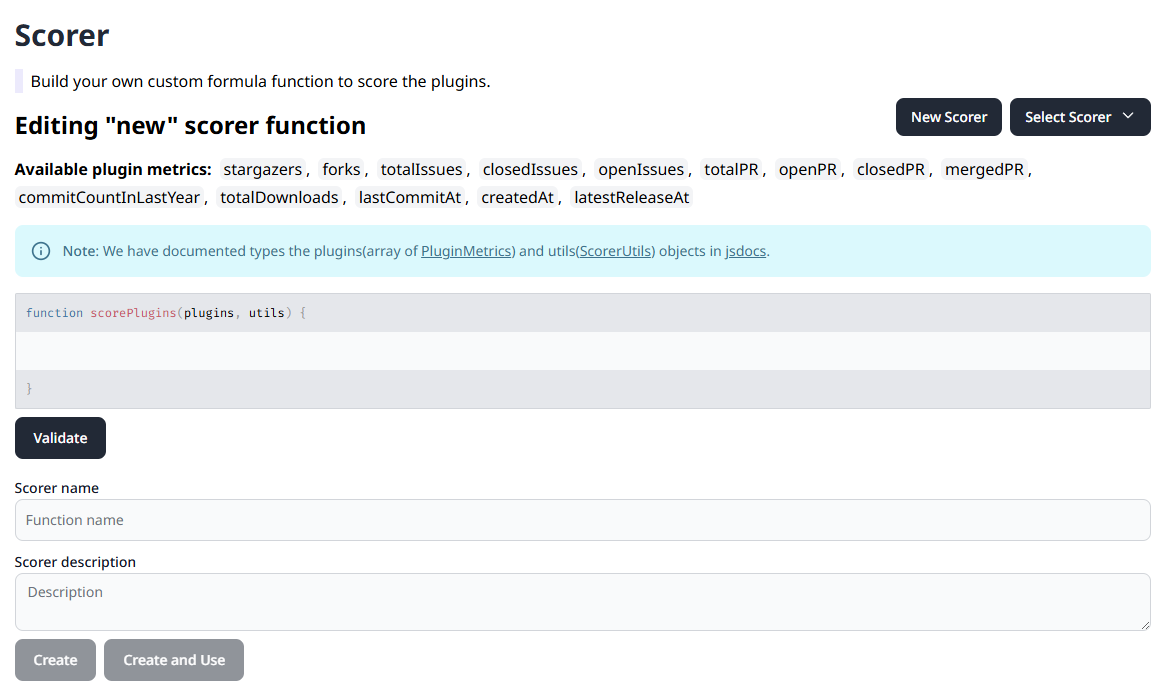 Scorer
Build your own custom formula function to score the plugins.
Editing "new" scorer function
New Scorer
Select Scorer
Available plugin metrics: stargazers , forks , totalIssues , closedIssues , openIssues , totalPR , openPR , closedPR , mergedPR ,
commitCountInLastYear , totalDownloads , lastCommitAt , createdAt , latestReleaseAt
Note: We have documented types the plugins(array of PluginMetrics) and utils(ScorerUtils) objects in jsdocs.
function scorePlugins(plugins, utils) {
}
Validate
Scorer name
Function name
Scorer description
Description
Create
Create and Use